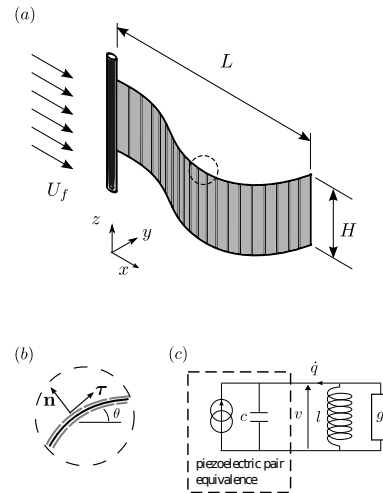 (a)
L
U_f
z
y
x
H
(b)
n
τ
θ
(c)
q̇
c
v
l
g
piezoelectric pair
equivalence